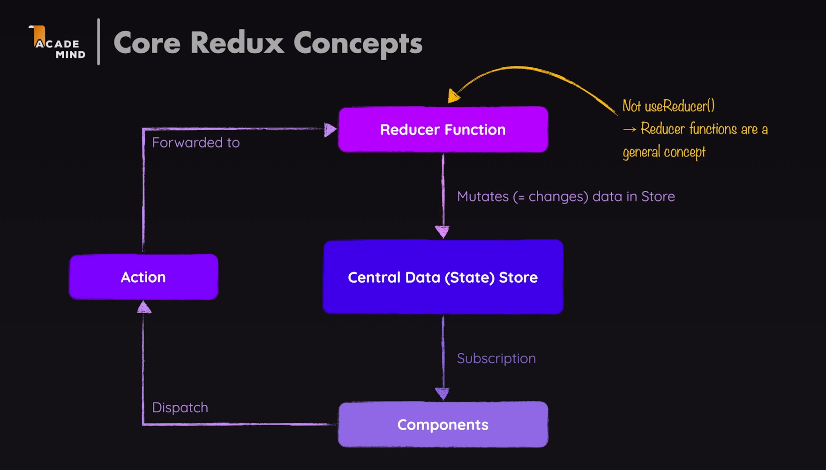 ACADE
MIND
Core Redux Concepts
Not useReducer()
→ Reducer functions are a
general concept
Reducer Function
Forwarded to
Mutates (= changes) data in Store
Action
Central Data (State) Store
Subscription
Dispatch
Components